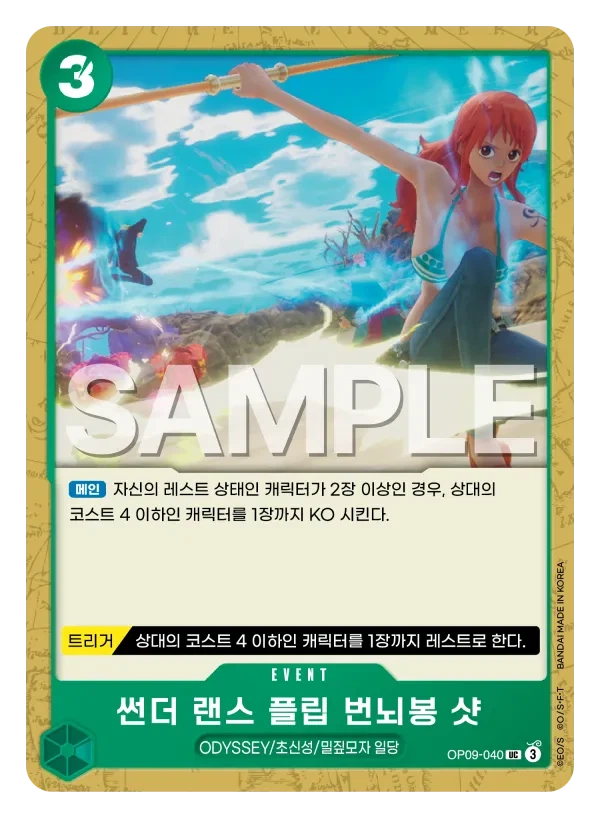 3
SAMPLE
메인 자신의 레스트 상태인 캐릭터가 2장 이상인 경우, 상대의
코스트 4 이하인 캐릭터를 1장까지 KO 시킨다.
트리거 상대의 코스트 4 이하인 캐릭터를 1장까지 레스트로 한다.
EVENT
썬더 랜스 플립 번뇌봉 샷
ODYSSEY/초신성/밀짚모자 일당
OP09-040 UC 3
©EO/S ©O/S·F·T BANDAI MADE IN KOREA